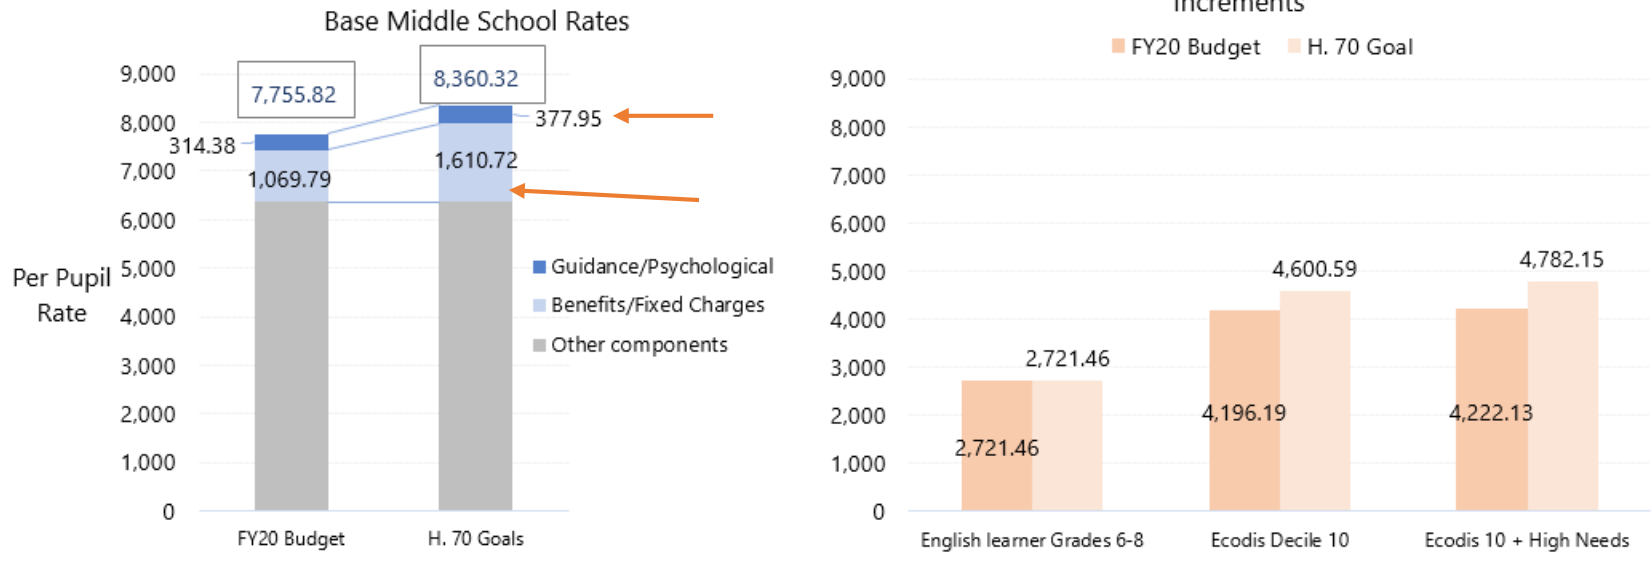 Base Middle School Rates
9,000
8,000
7,000
6,000
5,000
4,000
3,000
2,000
1,000
0
Per Pupil
Rate
7,755.82
8,360.32
314.38
377.95
1,069.79
1,610.72
Guidance/Psychological
Benefits/Fixed Charges
Other components
FY20 Budget
H. 70 Goals
Increments
FY20 Budget
H. 70 Goal
9,000
8,000
7,000
6,000
5,000
4,000
3,000
2,000
1,000
0
2,721.46
2,721.46
4,196.19
4,600.59
4,222.13
4,782.15
English learner Grades 6-8
Ecodis Decile 10
Ecodis 10 + High Needs